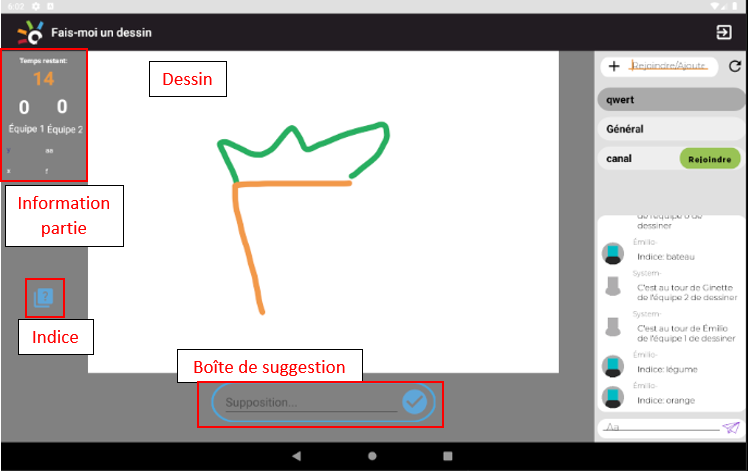 6:02
Fais-moi un dessin
Temps restant:
14
0 0
Équipe 1 Équipe 2
y aa
x f
Information
partie
Indice
Dessin
Boîte de suggestion
Supposition...
Rejoindre/Ajoute
qwert
Général
canal Rejoindre
de l'équipe 0 de
dessiner
Émilio-
Indice: bateau
System-
C'est au tour de Ginette
de l'équipe 2 de dessiner
System-
C'est au tour de Émilio
de l'équipe 1 de dessiner
Émilio-
Indice: légume
Émilio-
Indice: orange
Aa